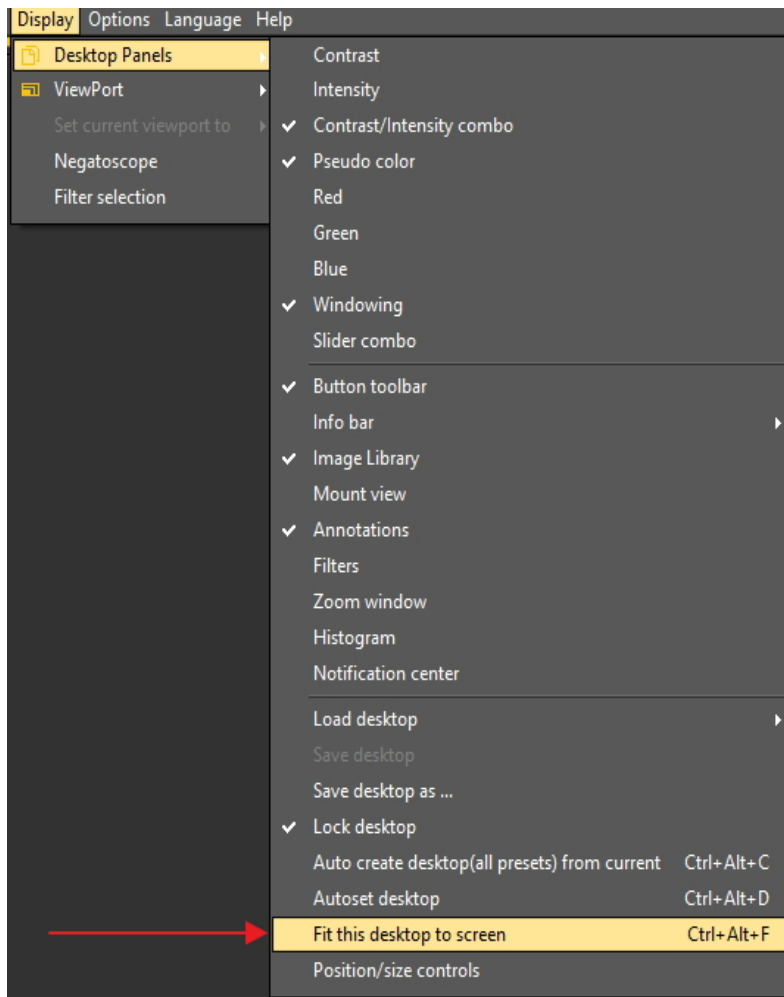 Display Options Language Help
Desktop Panels
ViewPort
Set current viewport to
Negatoscope
Filter selection
Contrast
Intensity
Contrast/Intensity combo
Pseudo color
Red
Green
Blue
Windowing
Slider combo
Button toolbar
Info bar
Image Library
Mount view
Annotations
Filters
Zoom window
Histogram
Notification center
Load desktop
Save desktop
Save desktop as ...
Lock desktop
Auto create desktop(all presets) from current Ctrl+Alt+C
Autoset desktop Ctrl+Alt+D
Fit this desktop to screen Ctrl+Alt+F
Position/size controls